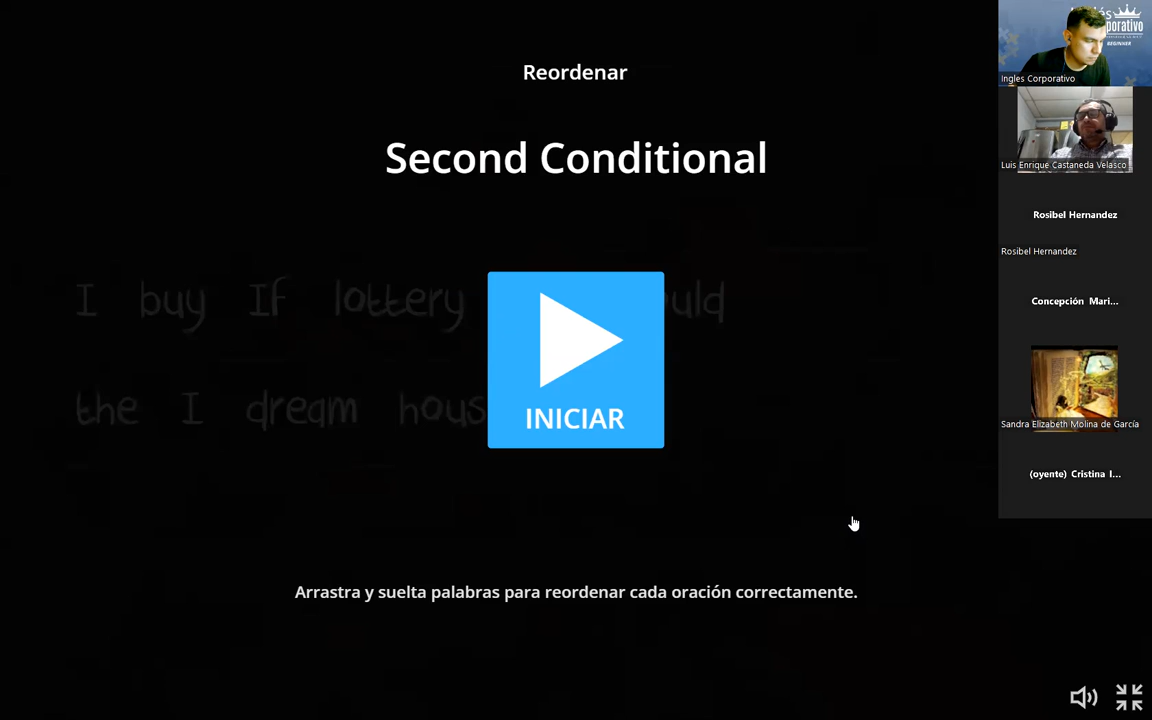 Reordenar
Second Conditional
I buy If lottery
the I dream
INICIAR
Arrastra y suelta palabras para reordenar cada oración correctamente.
BEGINNER
Ingles Corporativo
Luis Enrique Castaneda Velasco
Rosibel Hernandez
Rosibel Hernandez
Concepción Mari...
Sandra Elizabeth Molina de García
(oyente) Cristina I...